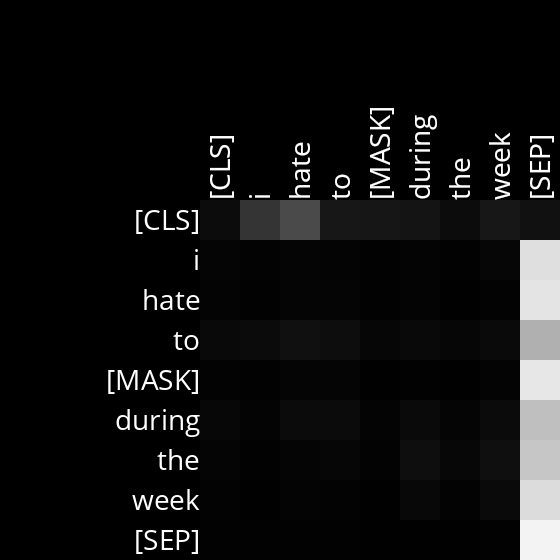 [CLS] i hate to [MASK] during the week [SEP]
[CLS]
i
hate
to
[MASK]
during
the
week
[SEP]